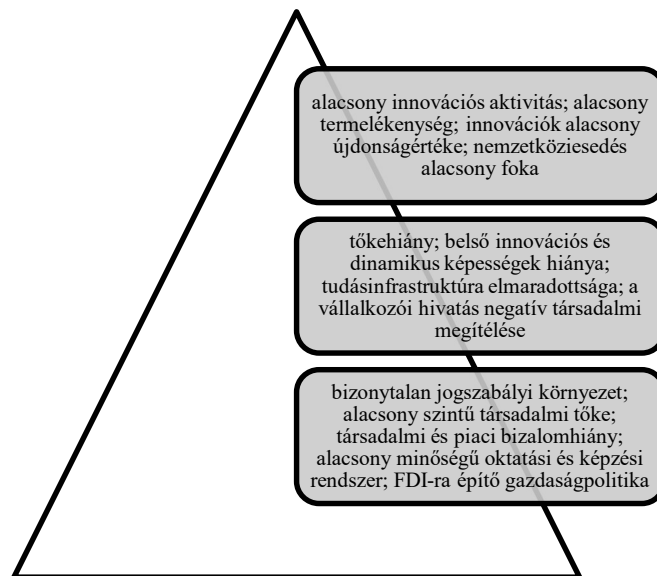 alacsony innovációs aktivitás; alacsony
termelékenység; innovációk alacsony
újdonságértéke; nemzetköziesedés
alacsony foka
tőkehiány; belső innovációs és
dinamikus képességek hiánya;
tudásinfrastruktúra elmaradottsága; a
vállalkozói hivatás negatív társadalmi
megítélése
bizonytalan jogszabályi környezet;
alacsony szintű társadalmi tőke;
társadalmi és piaci bizalomhiány;
alacsony minőségű oktatási és képzési
rendszer; FDI-ra építő gazdaságpolitika